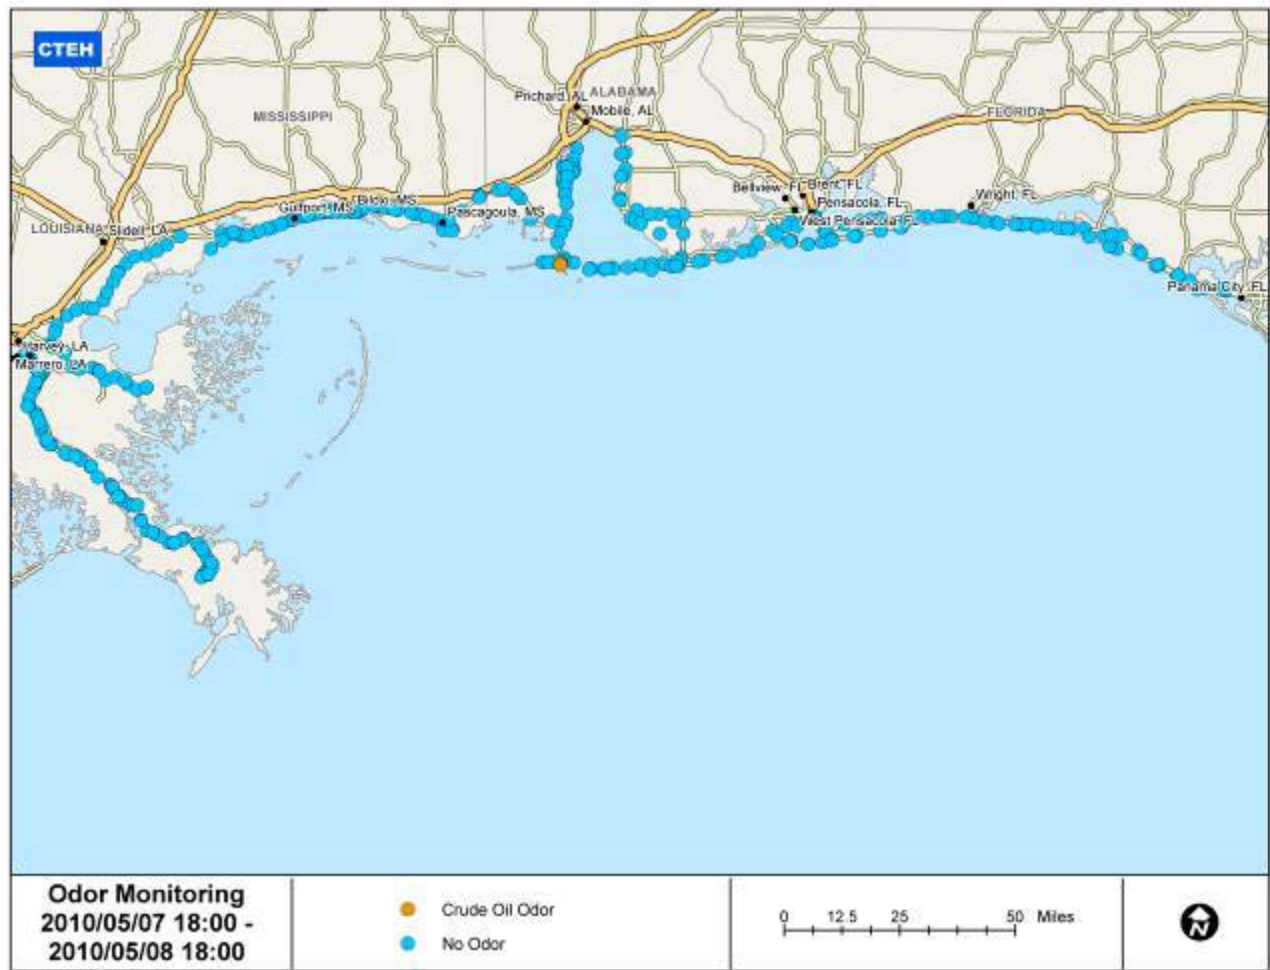 CTEH
Prichard, AL
ALABAMA
Mobile, AL
MISSISSIPPI
FLORIDA
Bellview, FL
Brent, FL
Wright, FL
Biloxi, MS
Gulfport, MS
Pensacola, FL
Pascagoula, MS
West Pensacola, FL
LOUISIANA
Slidell, LA
Panama City, FL
Harvey, LA
Marrero, LA
Odor Monitoring
2010/05/07 18:00 -
2010/05/08 18:00
Crude Oil Odor
No Odor
0 12.5 25 50 Miles
N